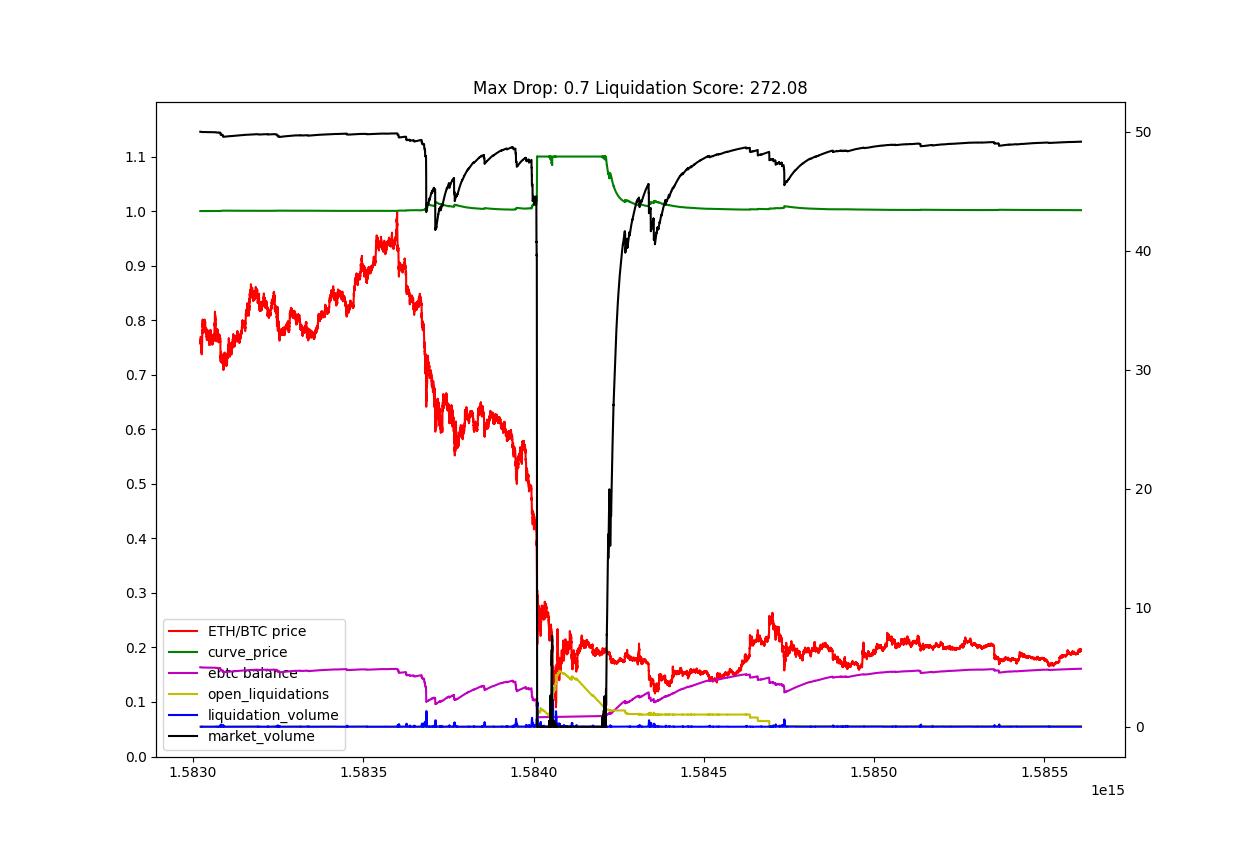 Max Drop: 0.7 Liquidation Score: 272.08
1.1
1.0
0.9
0.8
0.7
0.6
0.5
0.4
0.3
0.2
0.1
0.0
50
40
30
20
10
0
ETH/BTC price
curve_price
ebtc balance
open_liquidations
liquidation_volume
market_volume
1.5830 1.5835 1.5840 1.5845 1.5850 1.5855
1e15